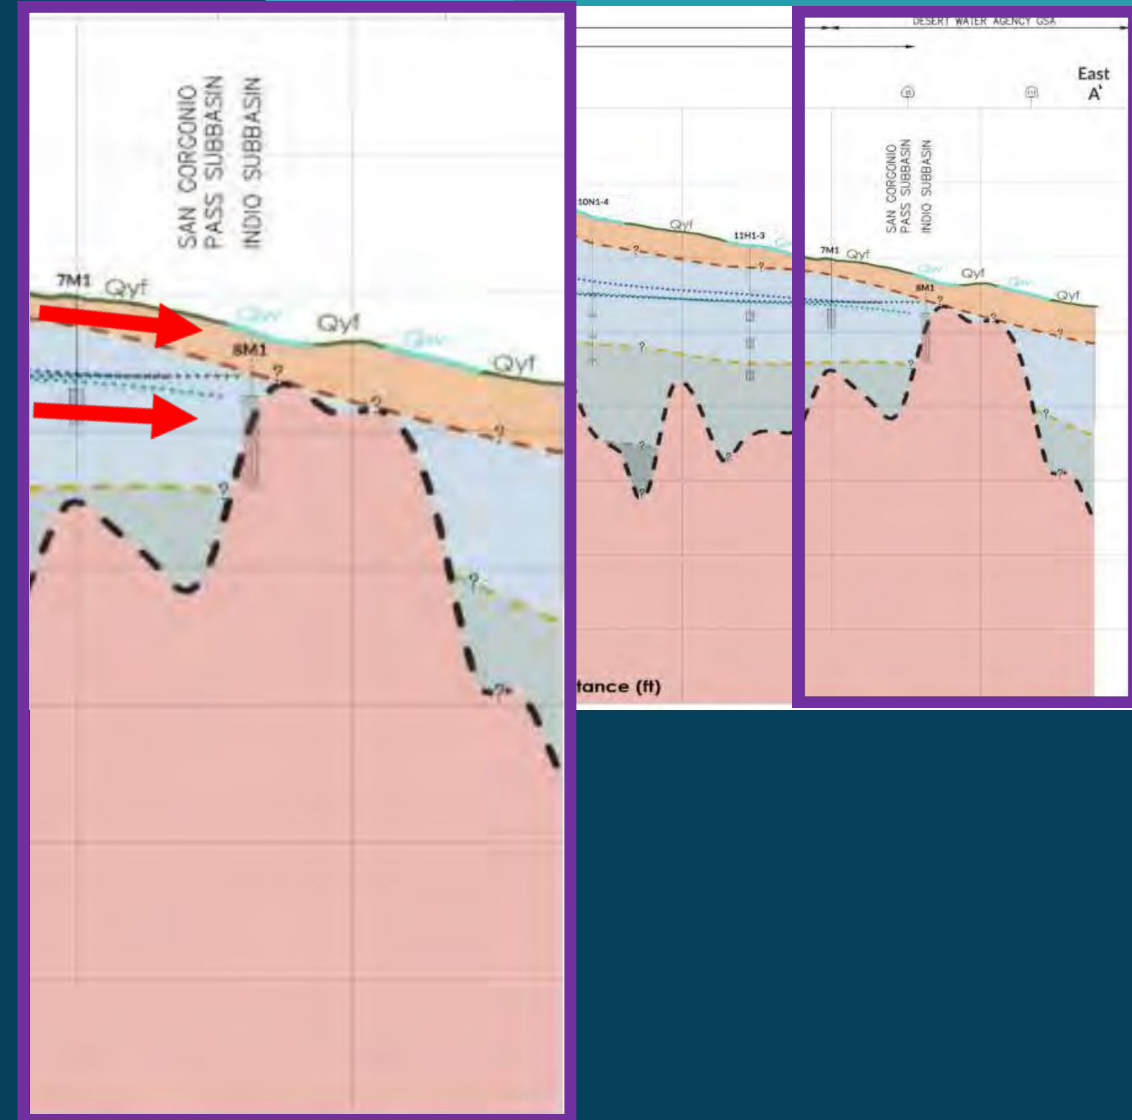 SAN GORGONIO
PASS SUBBASIN
INDIO SUBBASIN
7M1
Qyf
Qw
Qyf
8M1
?
Qw
Qyf
?
?
?
?
?
DESERT WATER AGENCY GSA
East
A'
SAN GORGONIO
PASS SUBBASIN
INDIO SUBBASIN
10N1-4
Qyf
11H1-3
?
?
7M1
Qyf
Qw
Qyf
Qw
Qyf
8M1
?
?
?
?
?
?
?
?
?
?
?
tance (ft)